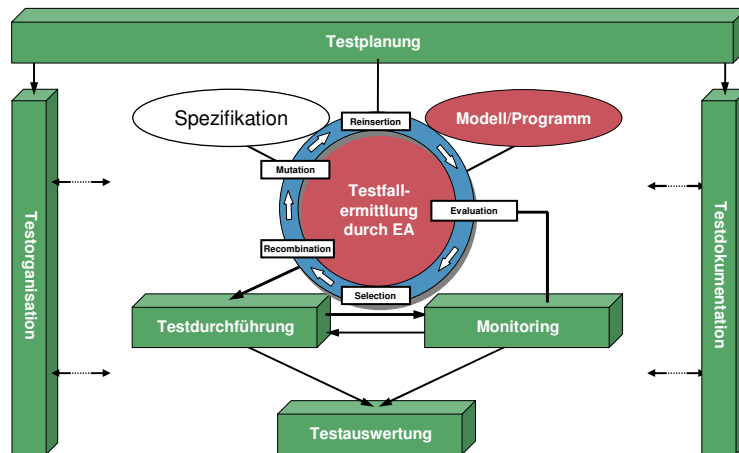 Testplanung
Spezifikation
Reinsertion
Modell/Programm
Mutation
Testfall-
ermittlung
durch EA
Evaluation
Recombination
Selection
Testorganisation
Testdokumentation
Testdurchführung
Monitoring
Testauswertung